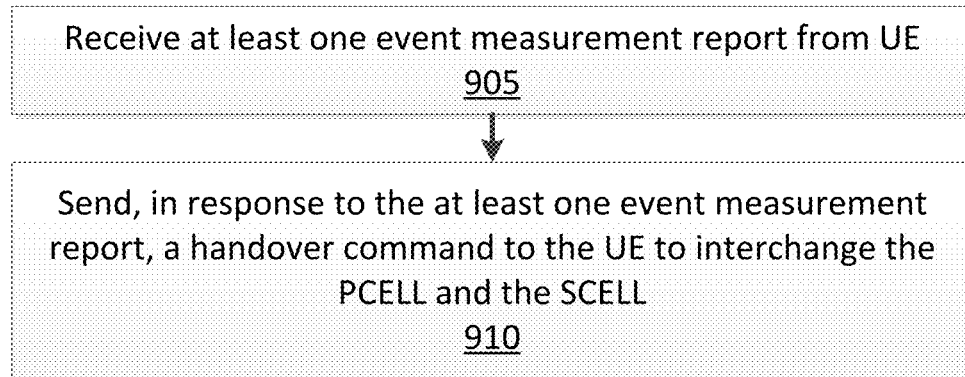 Receive at least one event measurement report from UE
905
Send, in response to the at least one event measurement
report, a handover command to the UE to interchange the
PCELL and the SCELL
910